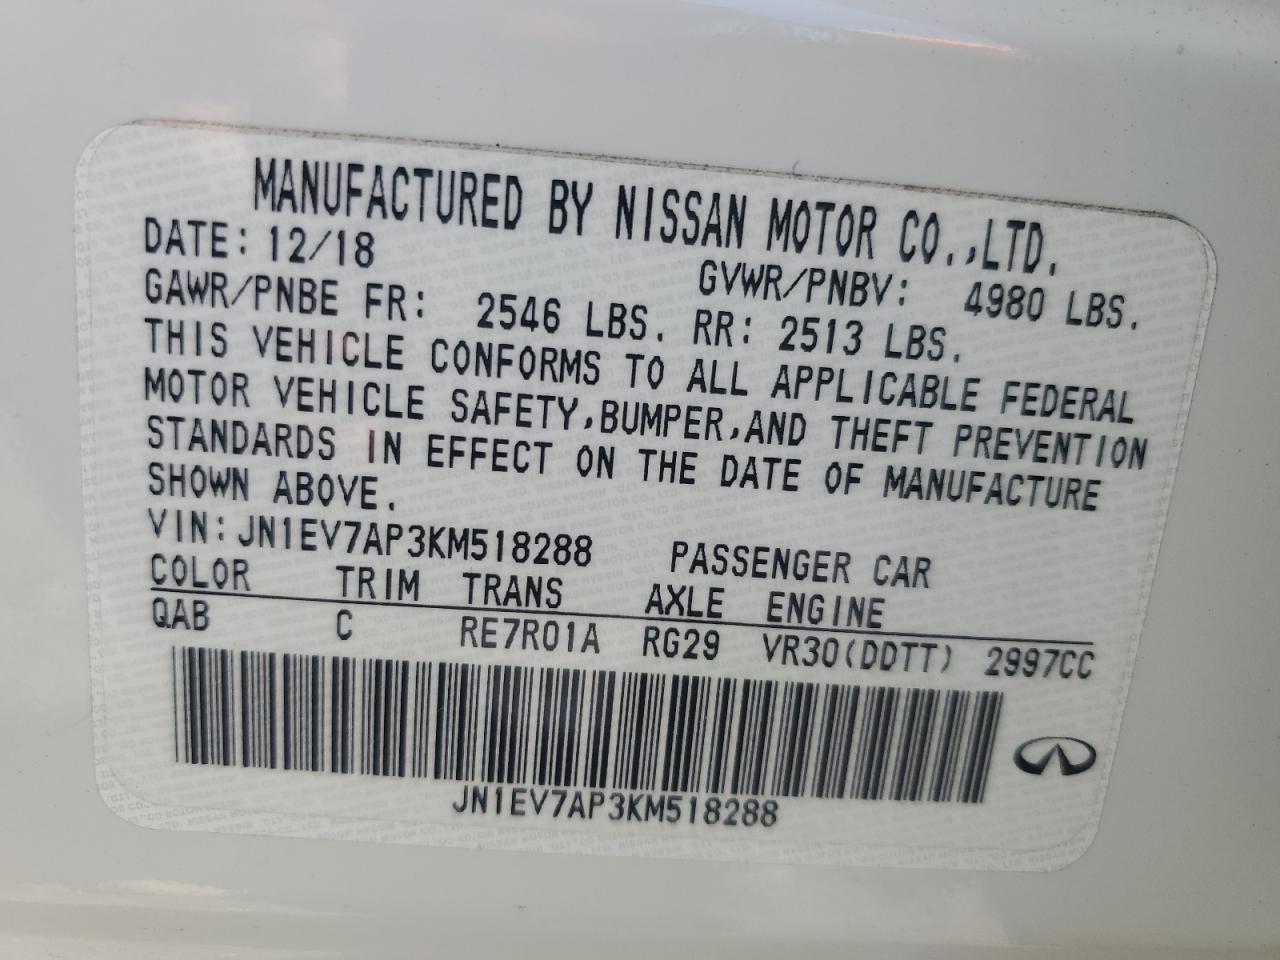 MANUFACTURED BY NISSAN MOTOR CO.,LTD.
DATE: 12/18 GVWR/PNBV: 4980 LBS.
GAWR/PNBE FR: 2546 LBS. RR: 2513 LBS.
THIS VEHICLE CONFORMS TO ALL APPLICABLE FEDERAL
MOTOR VEHICLE SAFETY,BUMPER,AND THEFT PREVENTION
STANDARDS IN EFFECT ON THE DATE OF MANUFACTURE
SHOWN ABOVE.
VIN:JN1EV7AP3KM518288 PASSENGER CAR
COLOR TRIM TRANS AXLE ENGINE
QAB C RE7R01A RG29 VR30(DDTT) 2997CC
JN1EV7AP3KM518288